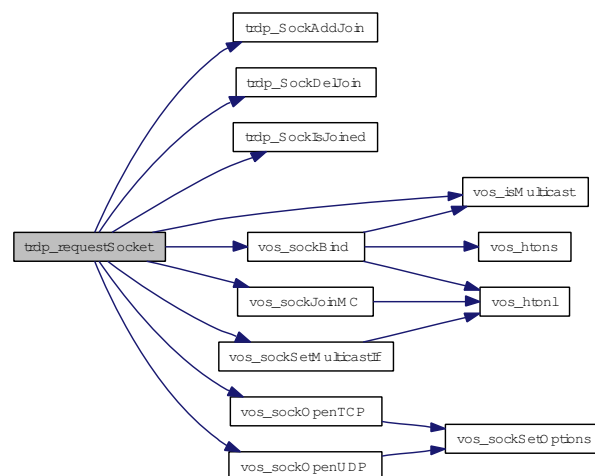 trdp_SockAddJoin
trdp_SockDelJoin
trdp_SockIsJoined
vos_isMulticast
trdp_requestSocket
vos_sockBind
vos_htons
vos_sockJoinMC
vos_htonl
vos_sockSetMulticastIf
vos_sockOpenTCP
vos_sockSetOptions
vos_sockOpenUDP